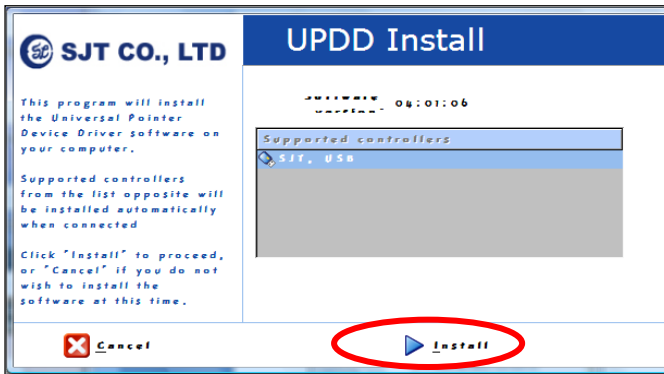 SJT CO., LTD
UPDD Install
This program will install
the Universal Pointer
Device Driver software on
your computer.
Supported controllers
from the list opposite will
be installed automatically
when connected
Click "Install" to proceed,
or "Cancel" if you do not
wish to install the
software at this time.
04:01:06
Supported controllers
SJT, USB
Cancel
Install